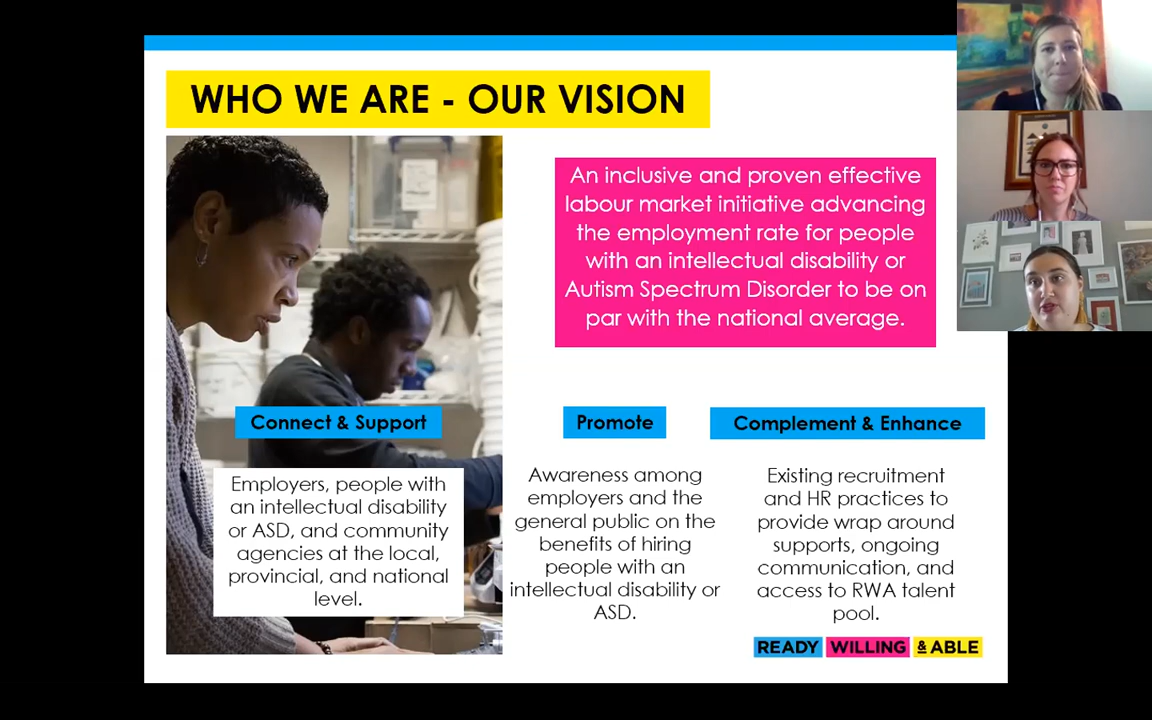 WHO WE ARE - OUR VISION
An inclusive and proven effective
labour market initiative advancing
the employment rate for people
with an intellectual disability or
Autism Spectrum Disorder to be on
par with the national average.
Connect & Support
Employers, people with
an intellectual disability
or ASD, and community
agencies at the local,
provincial, and national
level.
Promote
Awareness among
employers and the
general public on the
benefits of hiring
people with an
intellectual disability or
ASD.
Complement & Enhance
Existing recruitment
and HR practices to
provide wrap around
supports, ongoing
communication, and
access to RWA talent
pool.
READY WILLING & ABLE